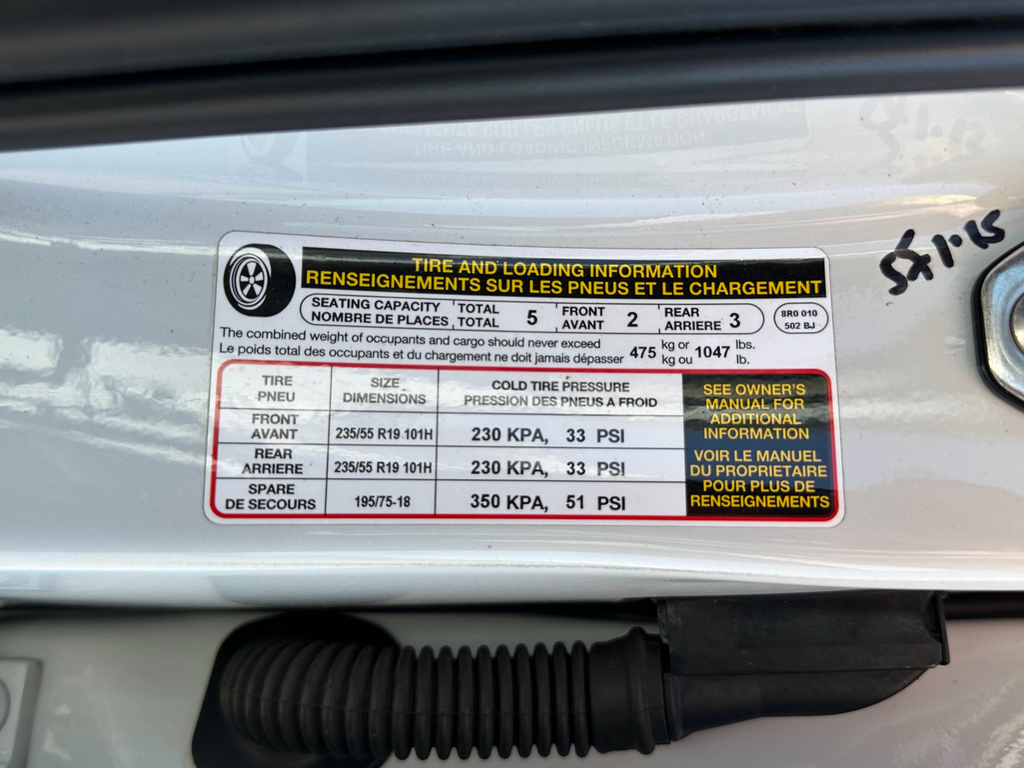 TIRE AND LOADING INFORMATION
RENSEIGNEMENTS SUR LES PNEUS ET LE CHARGEMENT
SEATING CAPACITY TOTAL 5 FRONT 2 REAR 3
NOMBRE DE PLACES TOTAL AVANT ARRIERE
8R0 010
502 BJ
The combined weight of occupants and cargo should never exceed 475 kg or 1047 lbs.
Le poids total des occupants et du chargement ne doit jamais dépasser kg ou lb.
TIRE SIZE COLD TIRE PRESSURE
PNEU DIMENSIONS PRESSION DES PNEUS A FROID
FRONT
AVANT 235/55 R19 101H 230 KPA, 33 PSI
REAR
ARRIERE 235/55 R19 101H 230 KPA, 33 PSI
SPARE
DE SECOURS 195/75-18 350 KPA, 51 PSI
SEE OWNER'S
MANUAL FOR
ADDITIONAL
INFORMATION
VOIR LE MANUEL
DU PROPRIETAIRE
POUR PLUS DE
RENSEIGNEMENTS